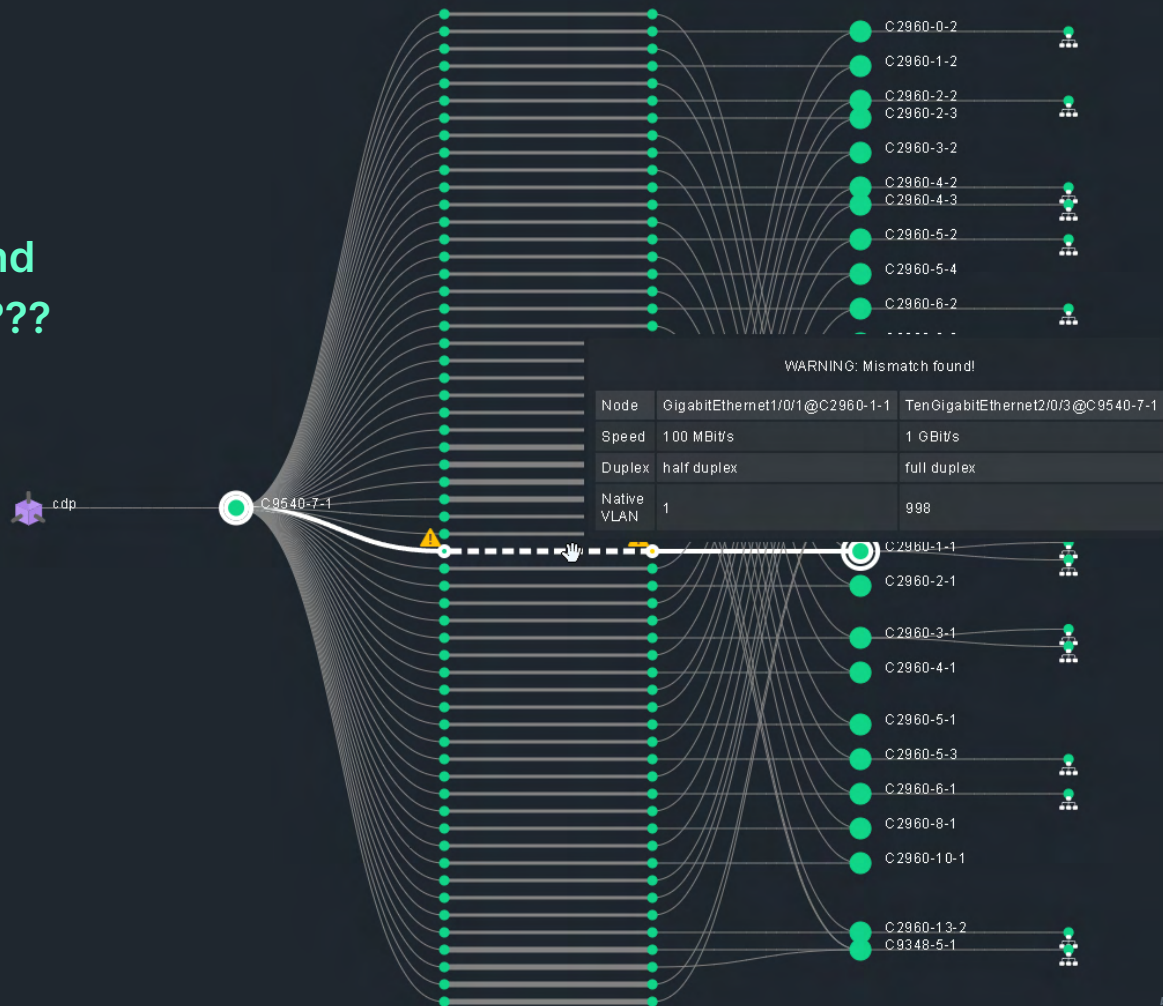 C2960-0-2
C2960-1-2
C2960-2-2
C2960-2-3
C2960-3-2
C2960-4-2
C2960-4-3
C2960-5-2
nd
C2960-5-4
???
C2960-6-2
WARNING: Mismatch found!
Node GigabitEthernet1/0/1@C2960-1-1 TenGigabitEthernet2/0/3@C9540-7-1
Speed 100 MBit/s 1 GBit/s
Duplex half duplex full duplex
Native VLAN 1 998
cdp
C9540-7-1
C2960-1-1
C2960-2-1
C2960-3-1
C2960-4-1
C2960-5-1
C2960-5-3
C2960-6-1
C2960-8-1
C2960-10-1
C2960-13-2
C9348-5-1